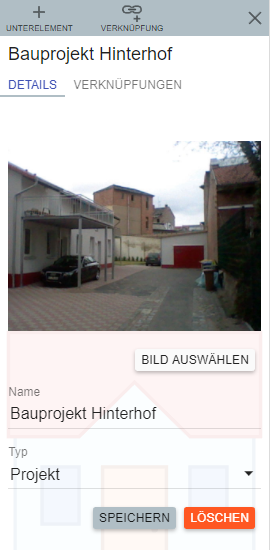 UNTERELEMENT VERKNÜPFUNG
Bauprojekt Hinterhof
DETAILS VERKNÜPFUNGEN
BILD AUSWÄHLEN
Name
Bauprojekt Hinterhof
Typ
Projekt
SPEICHERN LÖSCHEN